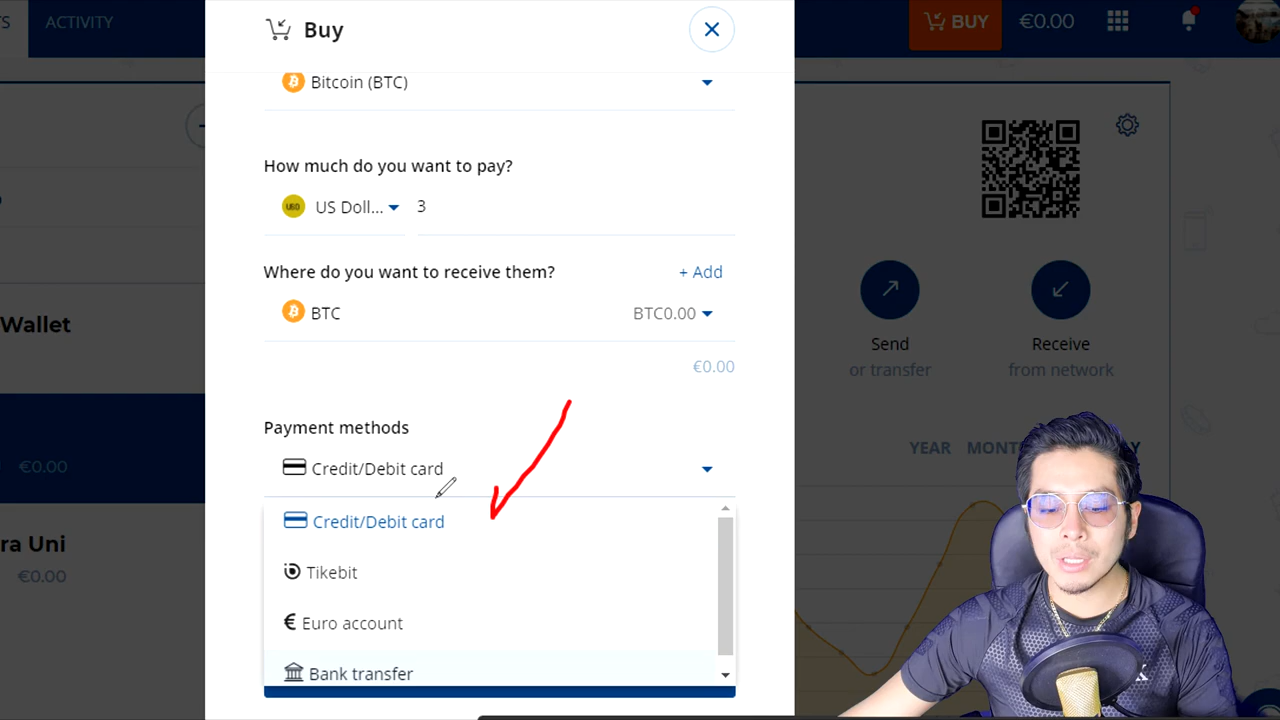 TS
ACTIVITY
Buy
BUY
€0.00
Bitcoin (BTC)
How much do you want to pay?
USD
US Doll...
3
Where do you want to receive them?
+ Add
BTC
BTC0.00
€0.00
Wallet
Send
or transfer
Receive
from network
Payment methods
YEAR
MONT
Y
€0.00
Credit/Debit card
Credit/Debit card
ra Uni
€0.00
Tikebit
Euro account
Bank transfer